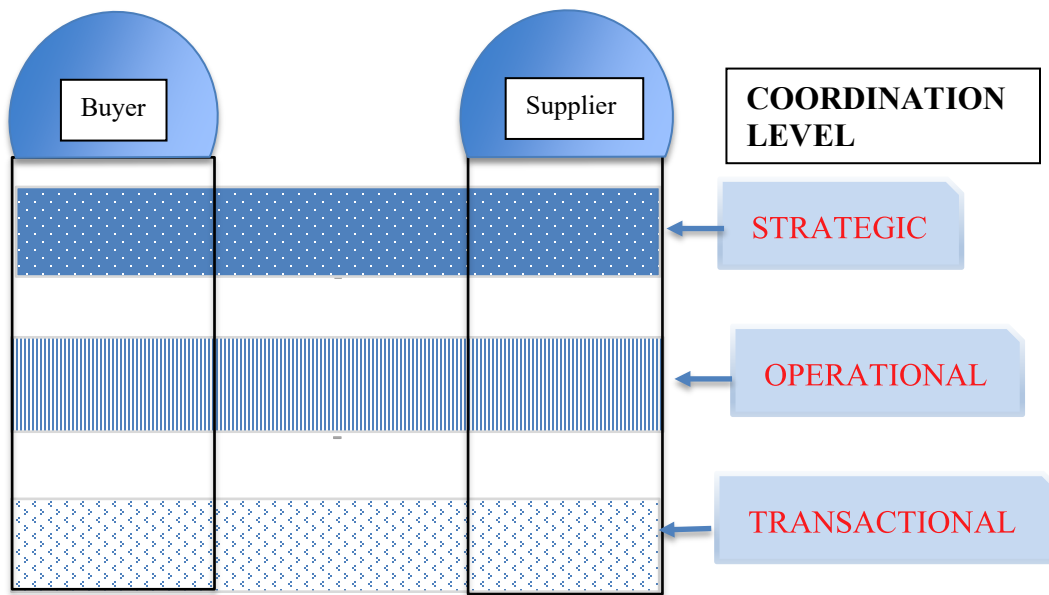 Buyer
Supplier
COORDINATION
LEVEL
STRATEGIC
OPERATIONAL
TRANSACTIONAL